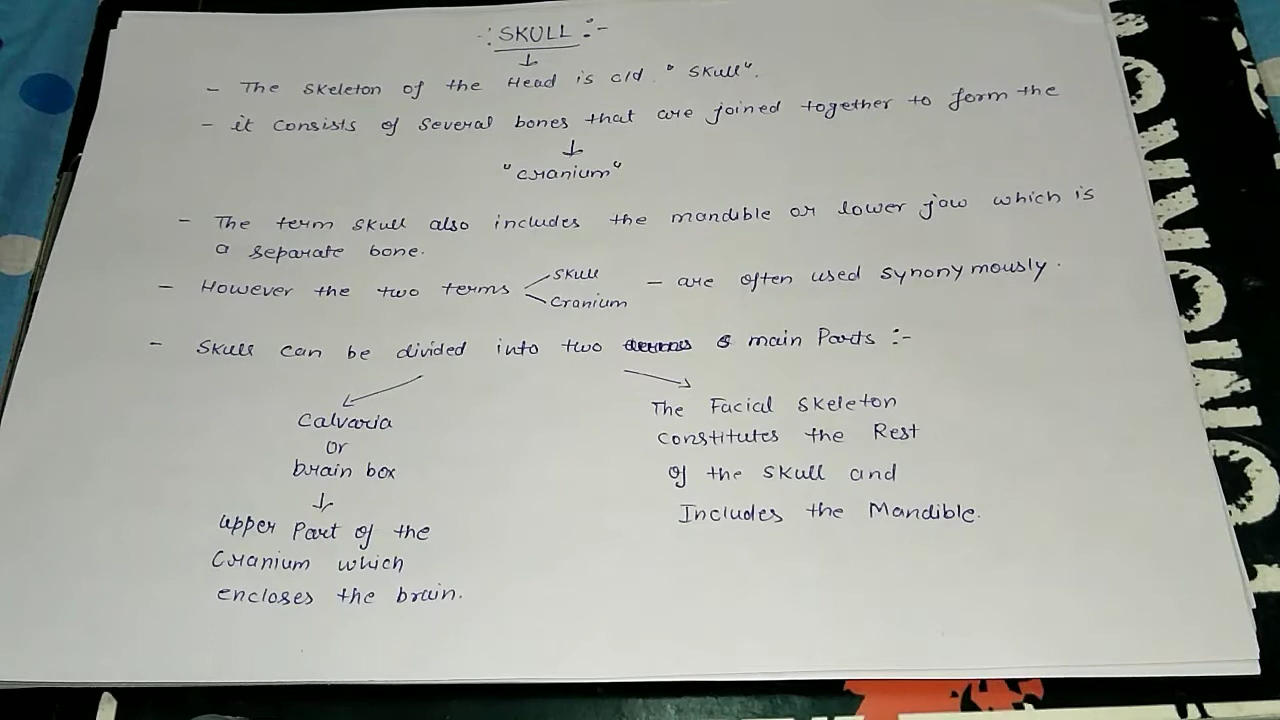 -: SKULL :-
↓
- The Skeleton of the Head is c/d. "Skull".
- it consists of several bones that are joined together to form the
↓
"cranium"
- The term skull also includes the mandible or lower jaw which is
a separate bone.
- However the two terms skull
cranium - are often used synonymously.
- Skull can be divided into two main Parts :-
Calvaria
or
brain box
↓
upper Part of the
Cranium which
encloses the brain.
The Facial Skeleton
constitutes the Rest
of the skull and
Includes the Mandible.